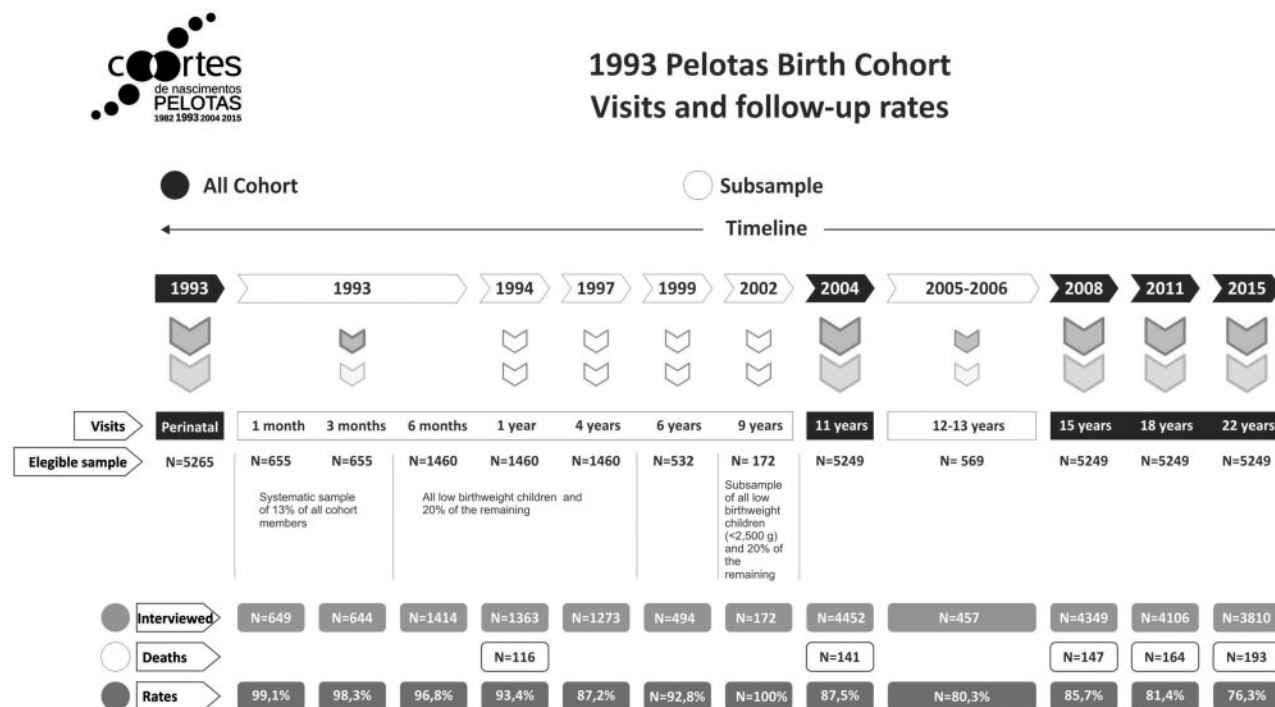 coortes
de nascimentos
PELOTAS
1982 1993 2004 2015
1993 Pelotas Birth Cohort
Visits and follow-up rates
All Cohort
Subsample
Timeline
1993 1993 1994 1997 1999 2002 2004 2005-2006 2008 2011 2015
Visits Perinatal 1 month 3 months 6 months 1 year 4 years 6 years 9 years 11 years 12-13 years 15 years 18 years 22 years
Elegible sample N=5265 N=655 N=655 N=1460 N=1460 N=1460 N=532 N= 172 N=5249 N= 569 N=5249 N=5249 N=5249
Systematic sample
of 13% of all cohort
members
All low birthweight children and
20% of the remaining
Subsample
of all low
birthweight
children
(<2,500 g)
and 20% of
the
remaining
Interviewed N=649 N=644 N=1414 N=1363 N=1273 N=494 N=172 N=4452 N=457 N=4349 N=4106 N=3810
Deaths N=116 N=141 N=147 N=164 N=193
Rates 99,1% 98,3% 96,8% 93,4% 87,2% N=92,8% N=100% 87,5% N=80,3% 85,7% 81,4% 76,3%